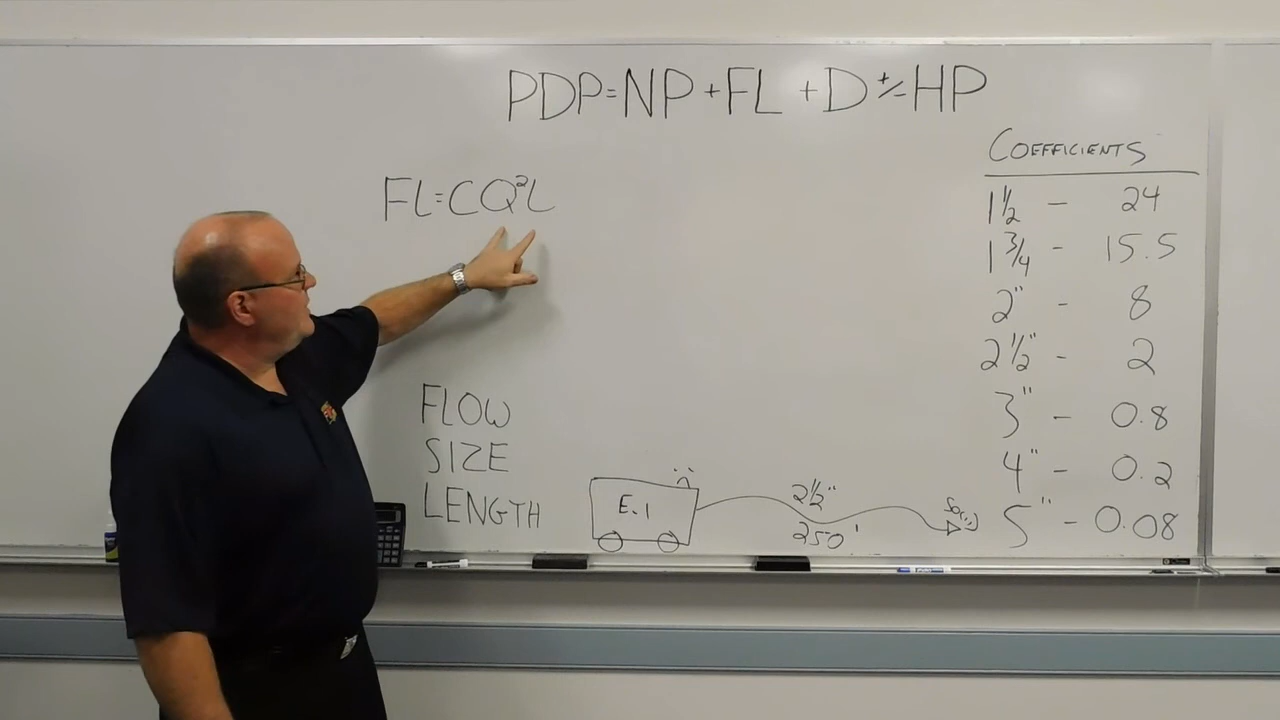 PDP=NP+FL+D+/-HP
FL=CQ²L
COEFFICIENTS
1½ - 24
1¾ - 15.5
2" - 8
2½" - 2
3" - 0.8
4" - 0.2
5" - 0.08
FLOW
SIZE
LENGTH
E.1
2½"
250'